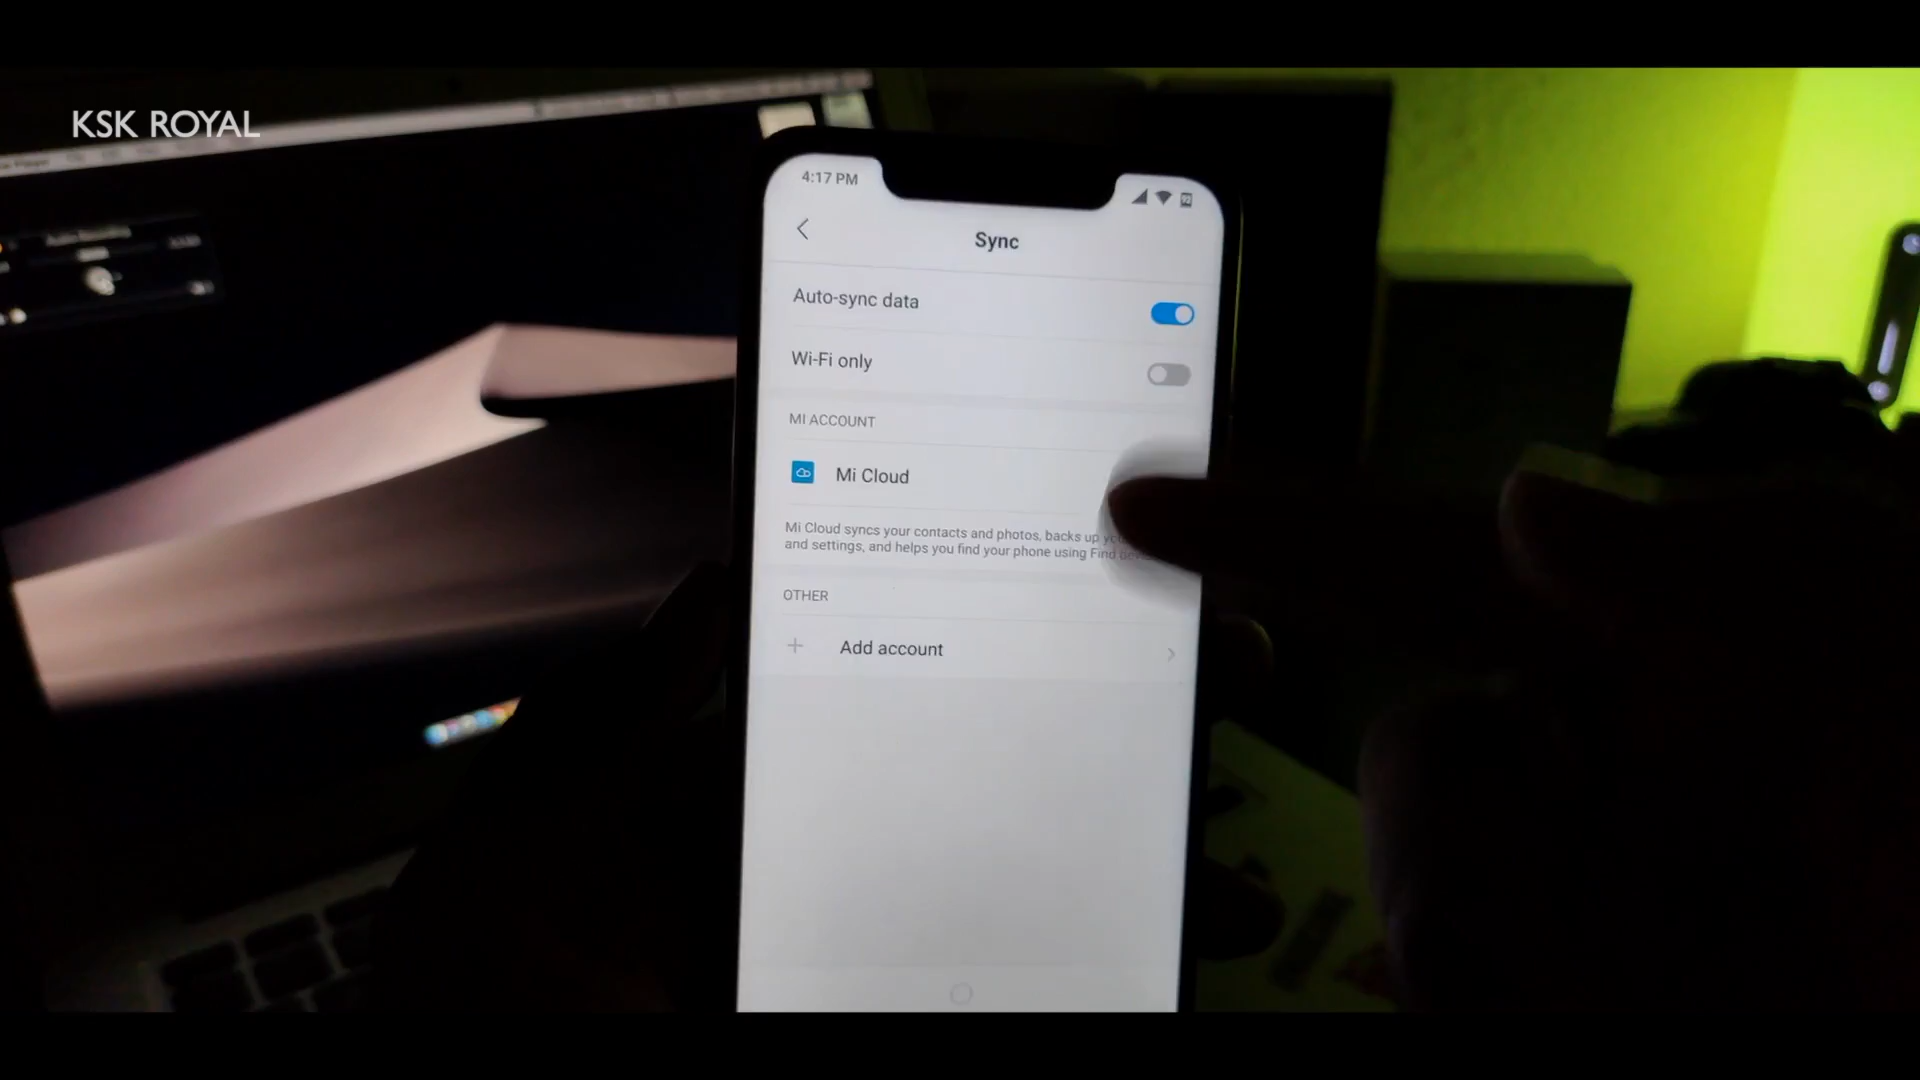 KSK ROYAL
4:17 PM
92
Sync
Auto-sync data
Wi-Fi only
MI ACCOUNT
Mi Cloud
Mi Cloud syncs your contacts and photos, backs up
and settings, and helps you find your phone using Find
OTHER
Add account